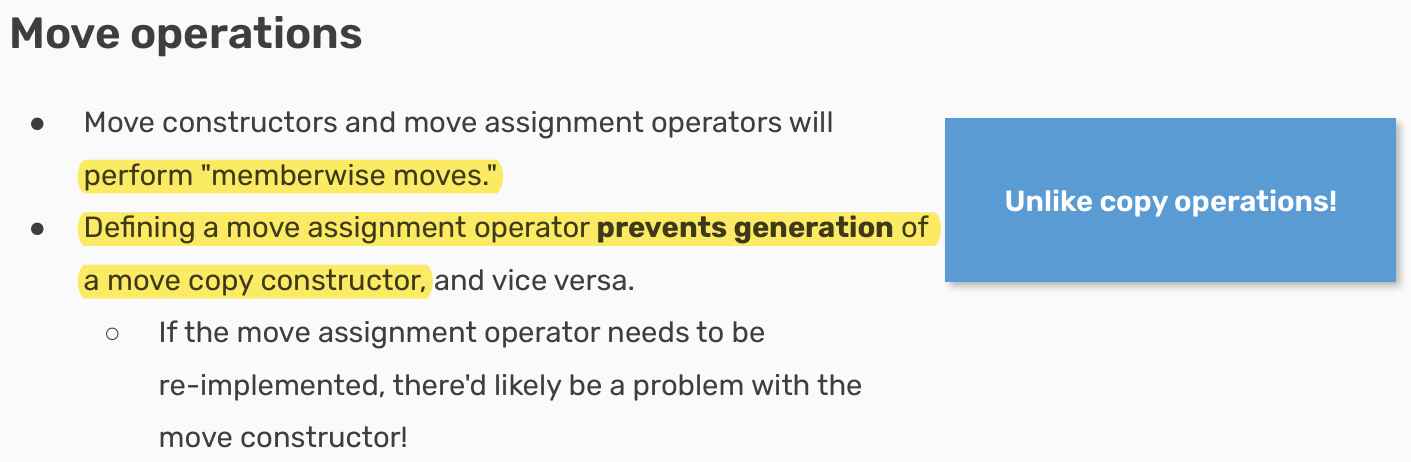 Move operations
● Move constructors and move assignment operators will
perform "memberwise moves."
● Defining a move assignment operator prevents generation of
a move copy constructor, and vice versa.
○ If the move assignment operator needs to be
re-implemented, there'd likely be a problem with the
move constructor!
Unlike copy operations!